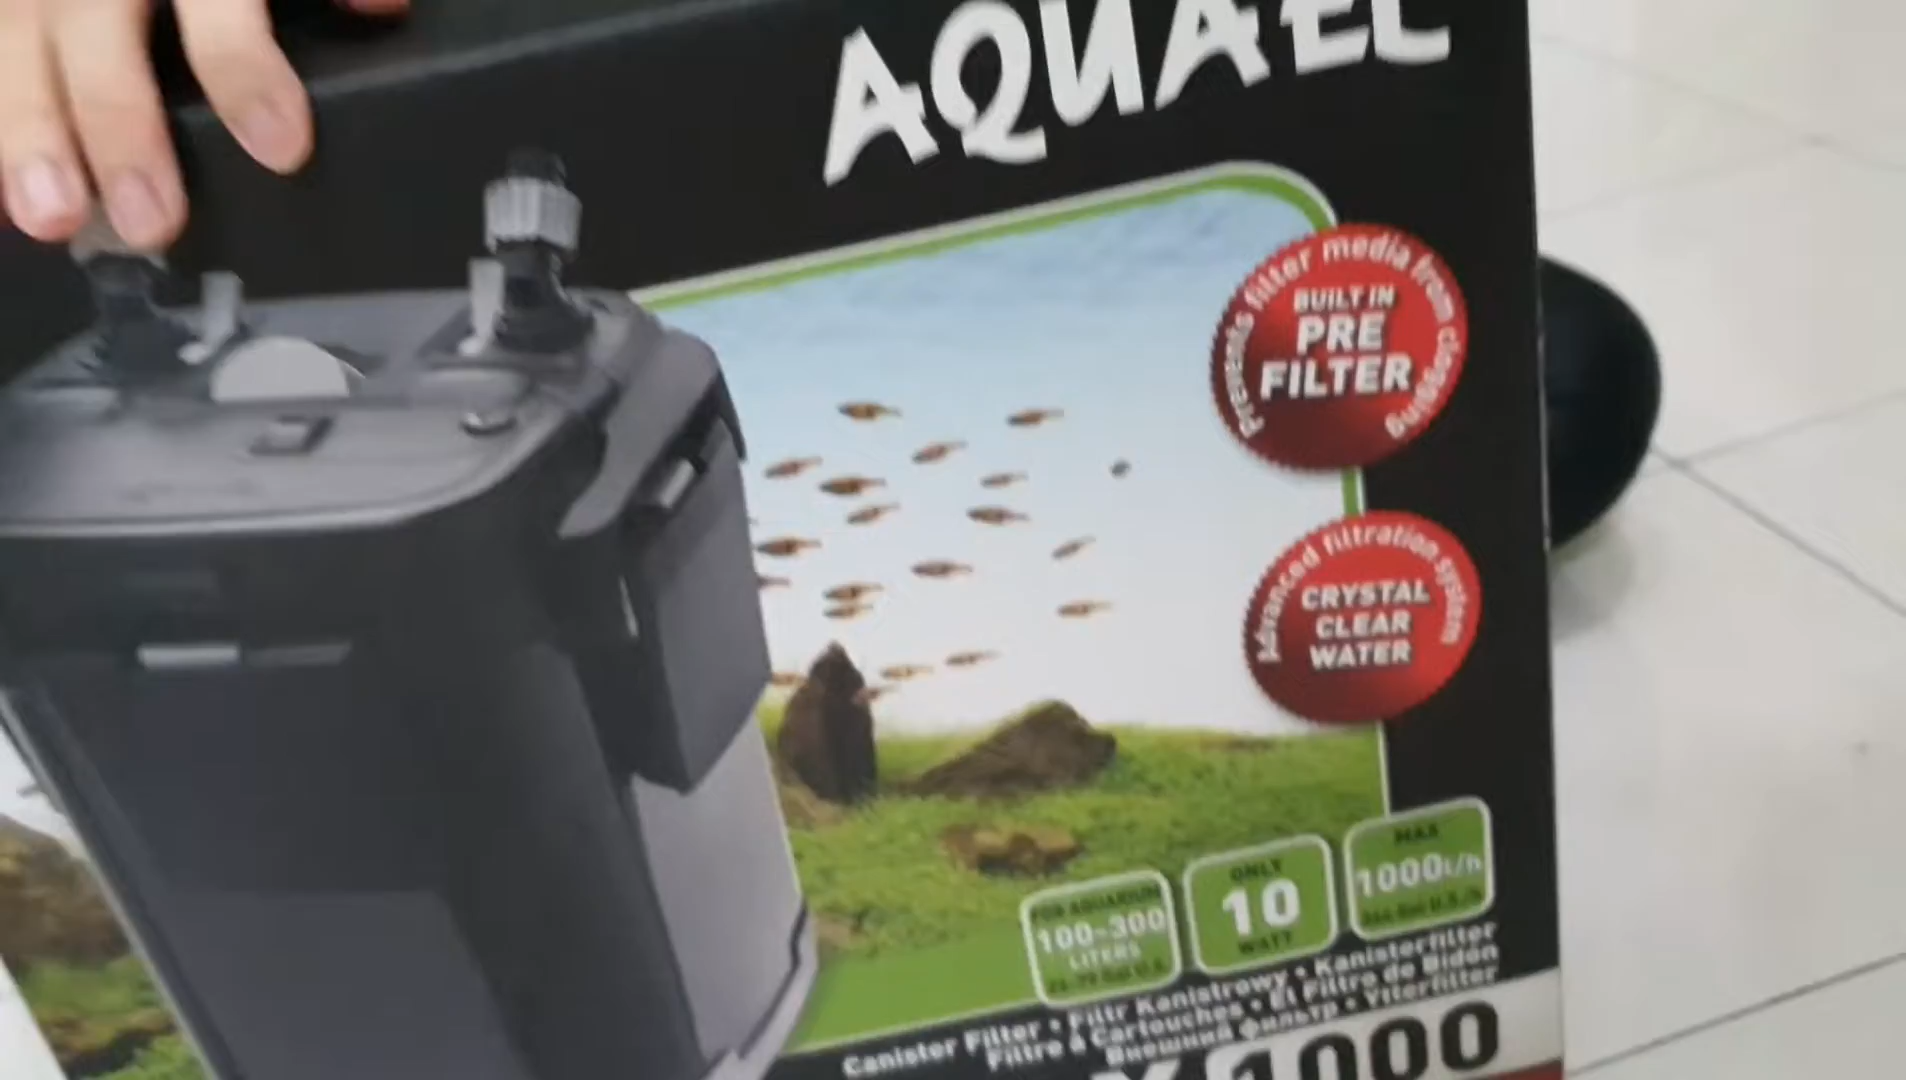 AQUAEL
Prevents filter media from clogging
BUILT IN
PRE
FILTER
Advanced filtration system
CRYSTAL
CLEAR
WATER
FOR AQUARIUM
100-300
LITERS
ONLY
10
WATT
MAX
1000L/h
Canister Filter • Filtr Kanistrowy • Kanisterfilter
Filtre à Cartouches • El Filtro de Bidón
Внешний фильтр • Ytterfilter
1000